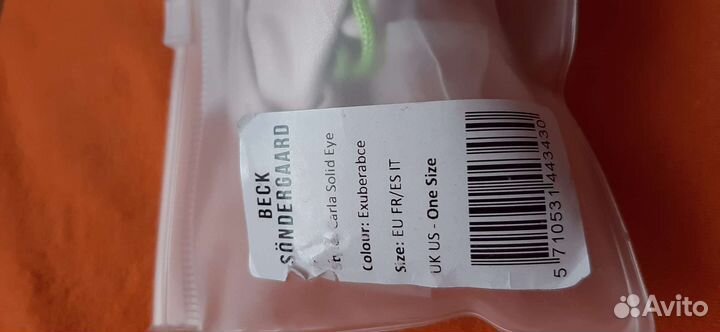 BECK
SÖNDERGAARD
Carla Solid Eye
Colour: Exuberabce
Size: EU FR/ES IT
UK US - One Size
5 710531 443430
Avito